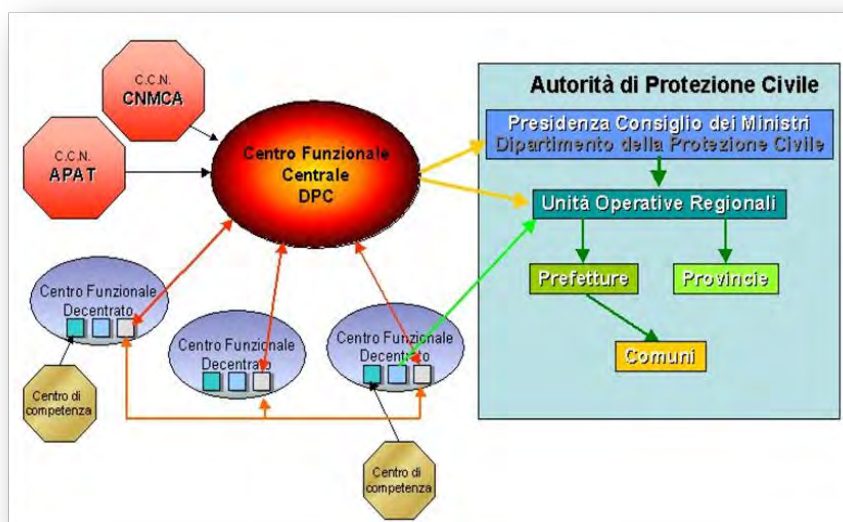 C.C.N.
CNMCA
C.C.N.
APAT
Centro Funzionale
Centrale
DPC
Centro Funzionale
Decentrato
Centro Funzionale
Decentrato
Centro Funzionale
Decentrato
Centro di
competenza
Centro di
competenza
Autorità di Protezione Civile
Presidenza Consiglio dei Ministri
Dipartimento della Protezione Civile
Unità Operative Regionali
Prefetture
Provincie
Comuni